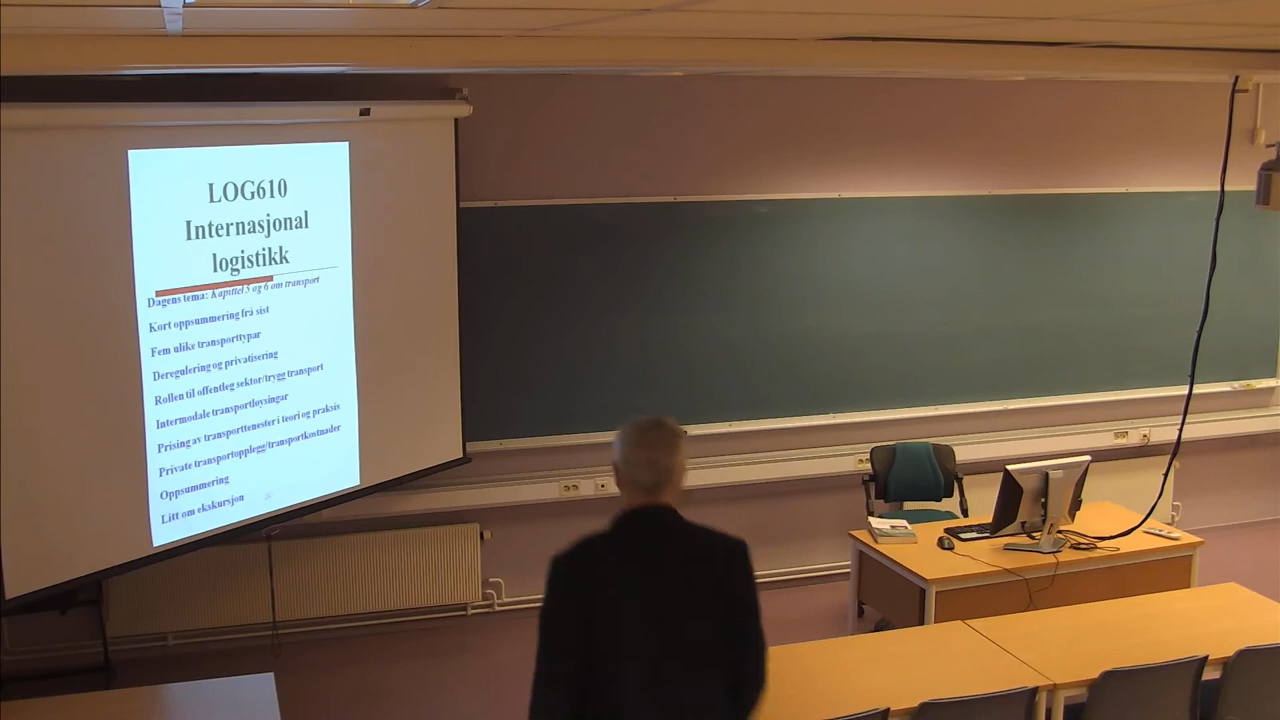 LOG610
Internasjonal
logistikk
Dagens tema: Kapittel 5 og 6 om transport
Kort oppsummering frå sist
Fem ulike transporttypar
Deregulering og privatisering
Rollen til offentleg sektor/trygg transport
Intermodale transportløysingar
Prising av transporttenester i teori og praksis
Private transportopplegg/transportkostnader
Oppsummering
Litt om ekskursjon